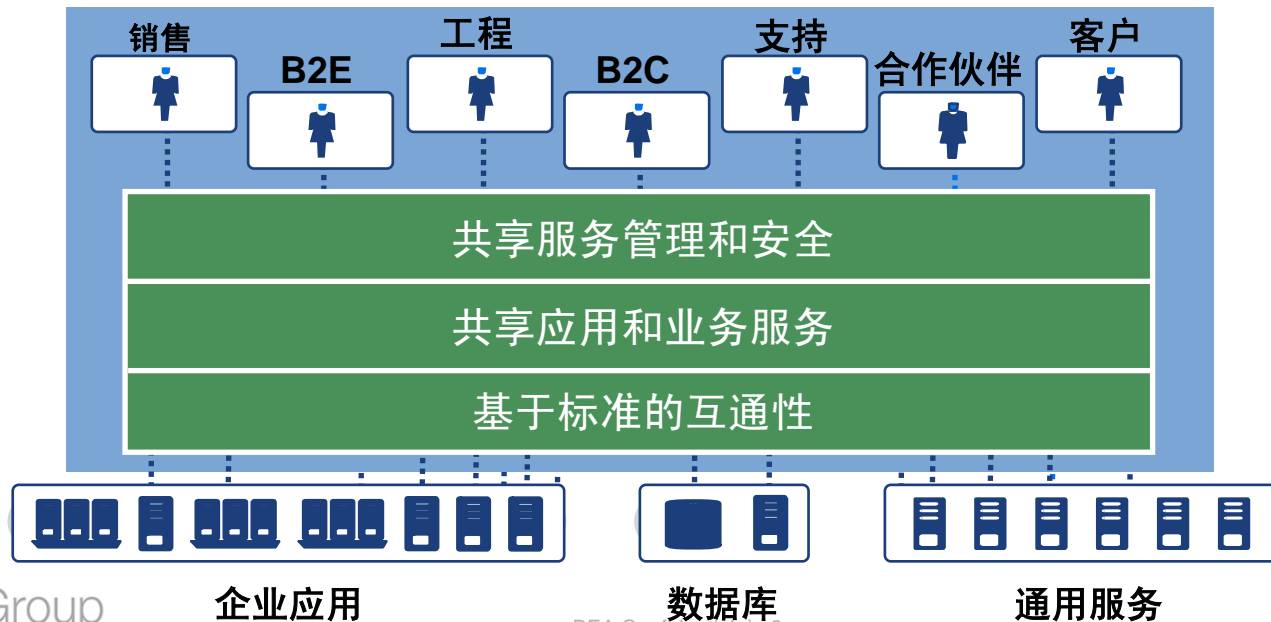 销售
B2E
工程
B2C
支持
合作伙伴
客户
共享服务管理和安全
共享应用和业务服务
基于标准的互通性
企业应用
数据库
通用服务
Group